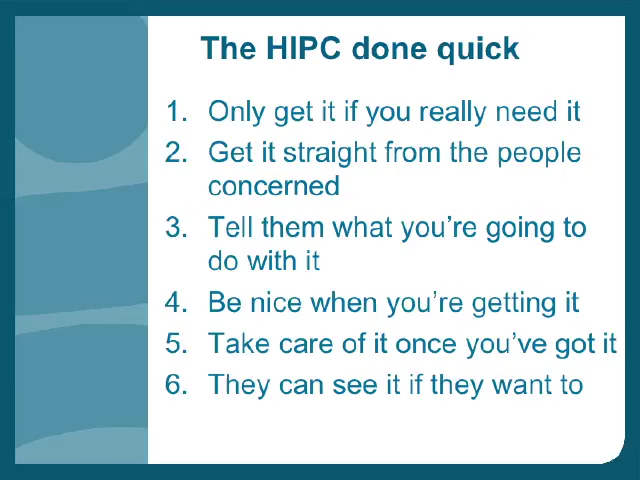 The HIPC done quick
1. Only get it if you really need it
2. Get it straight from the people
concerned
3. Tell them what you’re going to
do with it
4. Be nice when you’re getting it
5. Take care of it once you’ve got it
6. They can see it if they want to